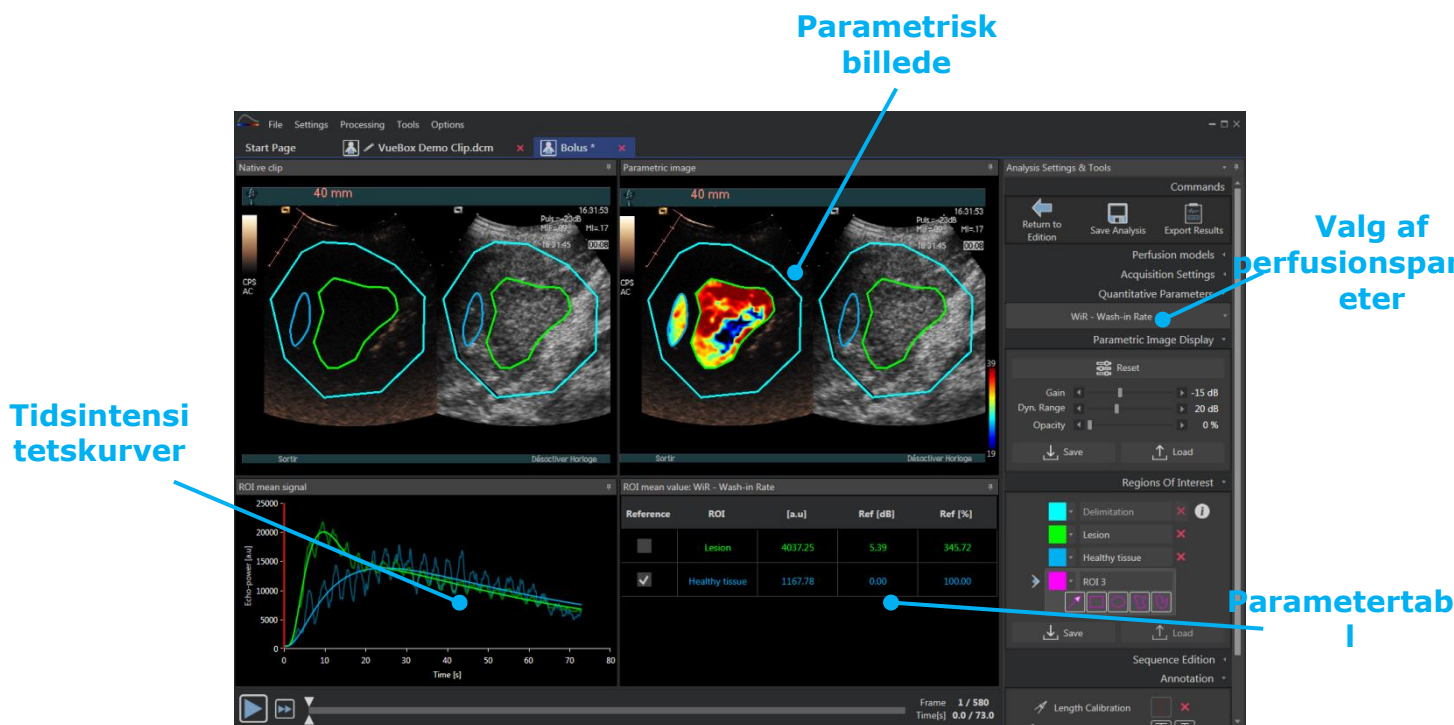 Parametrisk
billede
File Settings Processing Tools Options
Start Page VueBox Demo Clip.dcm Bolus *
Native clip
40 mm
16:31:53
Puls=-23dB
MI=.17
16:31:45
00:08
CPS
AC
Sortir
Désactiver Horloge
Parametric image
40 mm
16:31:53
Puls=-23dB
MI=.17
16:31:45
00:08
CPS
AC
39
19
Sortir
Désactiver Horloge
Analysis Settings & Tools
Commands
Return to
Edition
Save Analysis
Export Results
Perfusion models
Acquisition Settings
Quantitative Parameters
WiR - Wash-in Rate
Parametric Image Display
Reset
Gain -15 dB
Dyn. Range 20 dB
Opacity 0 %
Save Load
Regions Of Interest
Delimitation
Lesion
Healthy tissue
ROI 3
Save Load
Sequence Edition
Annotation
Length Calibration
Valg af
perfusionspar
eter
Tidsintensi
tetskurver
ROI mean signal
Echo-power [a.u]
25000
20000
15000
10000
5000
0
0 10 20 30 40 50 60 70 80
Time [s]
ROI mean value: WiR - Wash-in Rate
Reference ROI [a.u] Ref [dB] Ref [%]
Lesion 4037.25 5.39 345.72
Healthy tissue 1167.78 0.00 100.00
Parametertab
l
Frame 1 / 580
Time[s] 0.0 / 73.0